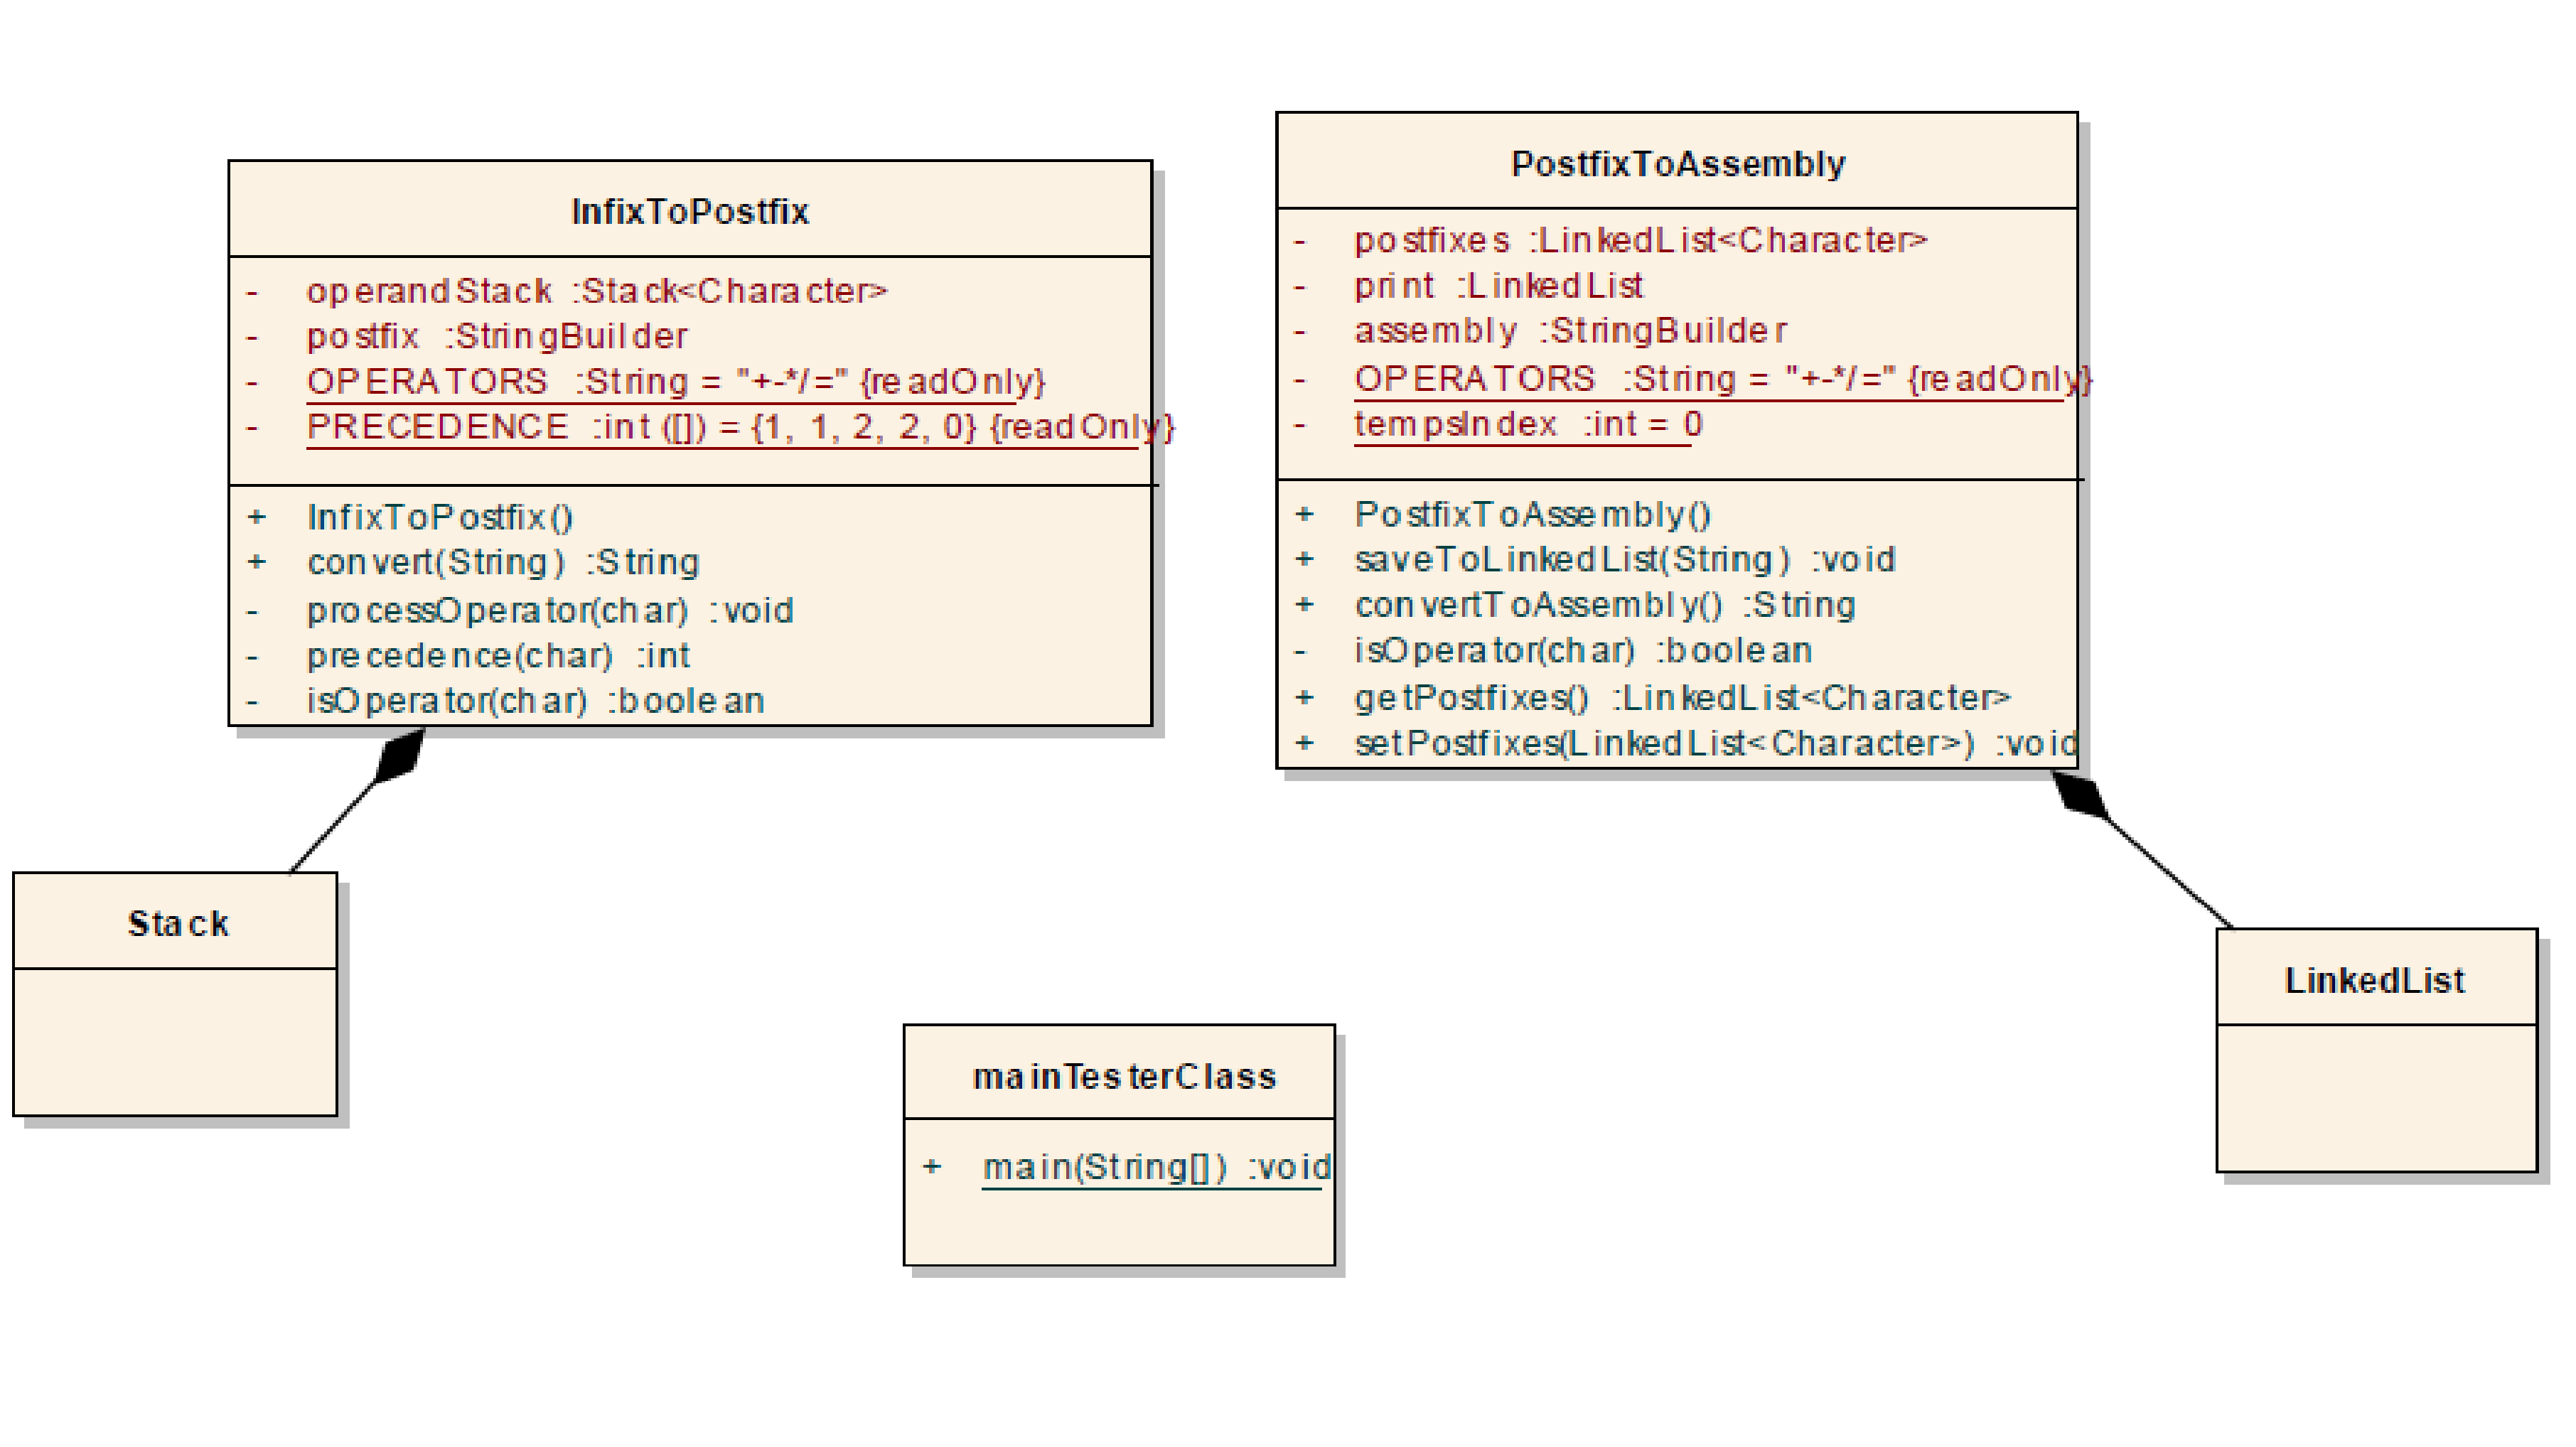 InfixToPostfix
- operandStack :Stack<Character>
- postfix :StringBuilder
- OPERATORS :String = "+-*/=" {readOnly}
- PRECEDENCE :int ([]) = {1, 1, 2, 2, 0} {readOnly}
+ InfixToPostfix()
+ convert(String) :String
- processOperator(char) :void
- precedence(char) :int
- isOperator(char) :boolean
PostfixToAssembly
- postfixes :LinkedList<Character>
- print :LinkedList
- assembly :StringBuilder
- OPERATORS :String = "+-*/=" {readOnly}
- tempsIndex :int = 0
+ PostfixToAssembly()
+ saveToLinkedList(String) :void
+ convertToAssembly() :String
- isOperator(char) :boolean
+ getPostfixes() :LinkedList<Character>
+ setPostfixes(LinkedList<Character>) :void
Stack
mainTesterClass
+ main(String[]) :void
LinkedList